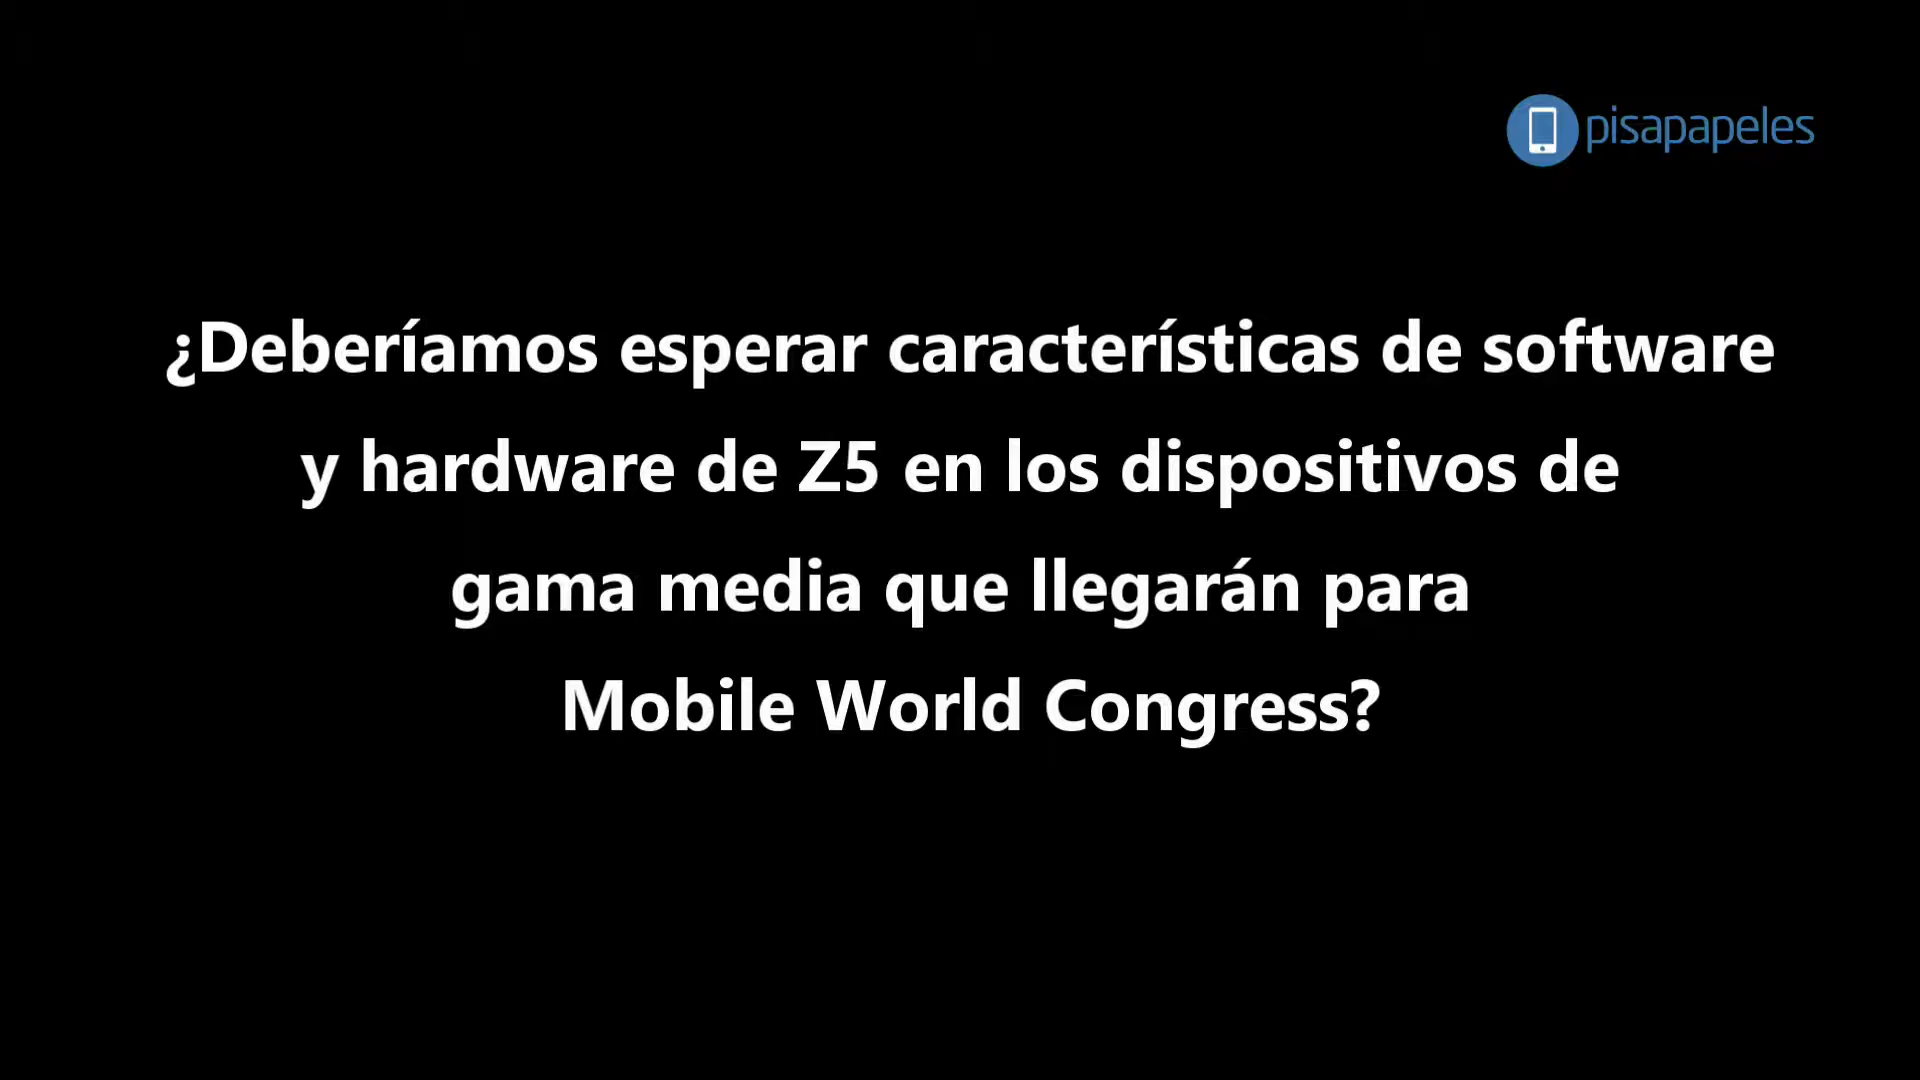 pisapapeles
¿Deberíamos esperar características de software
y hardware de Z5 en los dispositivos de
gama media que llegarán para
Mobile World Congress?